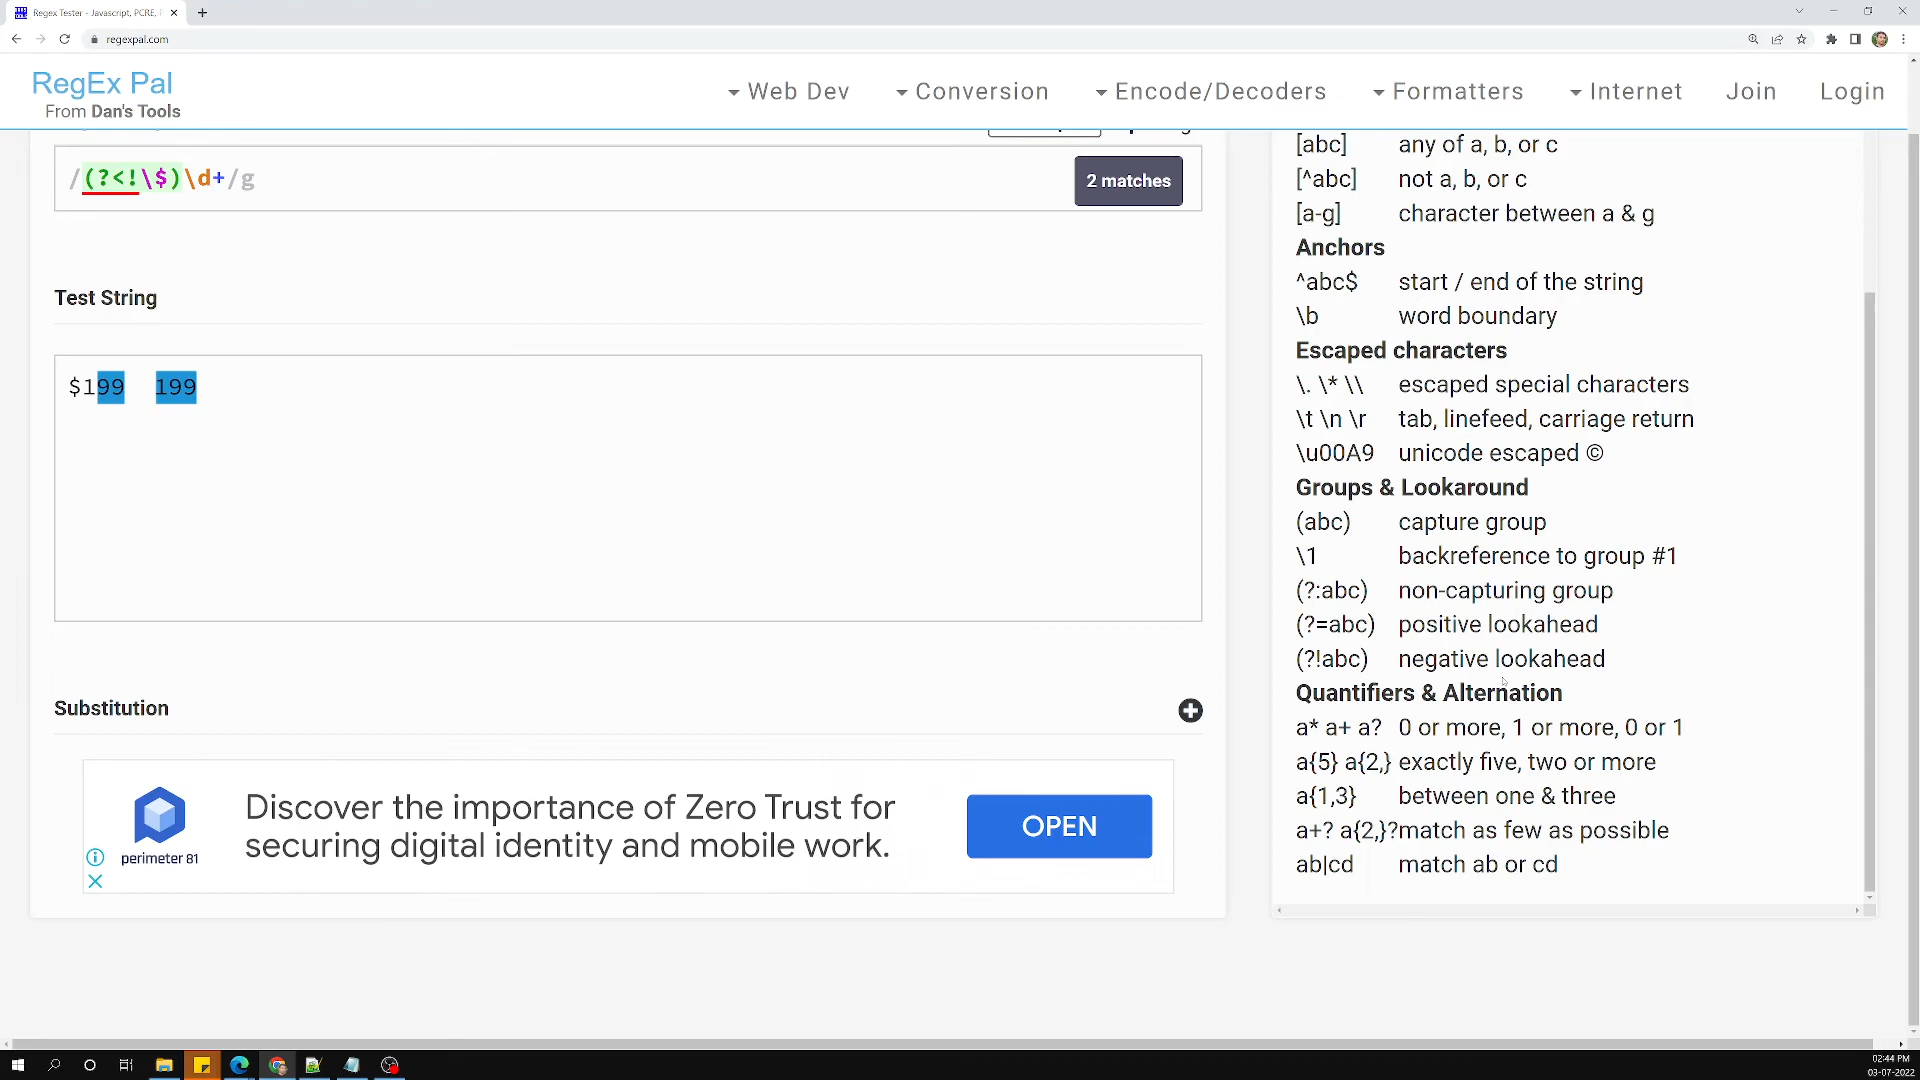 Regex Tester - Javascript, PCRE,
regexpal.com
RegEx Pal
From Dan's Tools
Web Dev
Conversion
Encode/Decoders
Formatters
Internet
Join
Login
/(?<!\$)\d+/g
2 matches
Test String
$199  199
Substitution
perimeter 81
Discover the importance of Zero Trust for
securing digital identity and mobile work.
OPEN
[abc] any of a, b, or c
[^abc] not a, b, or c
[a-g] character between a & g
Anchors
^abc$ start / end of the string
\b word boundary
Escaped characters
\. \* \\ escaped special characters
\t \n \r tab, linefeed, carriage return
\u00A9 unicode escaped ©
Groups & Lookaround
(abc) capture group
\1 backreference to group #1
(?:abc) non-capturing group
(?=abc) positive lookahead
(?!abc) negative lookahead
Quantifiers & Alternation
a* a+ a? 0 or more, 1 or more, 0 or 1
a{5} a{2,} exactly five, two or more
a{1,3} between one & three
a+? a{2,}? match as few as possible
ab|cd match ab or cd
02:44 PM
03-07-2022